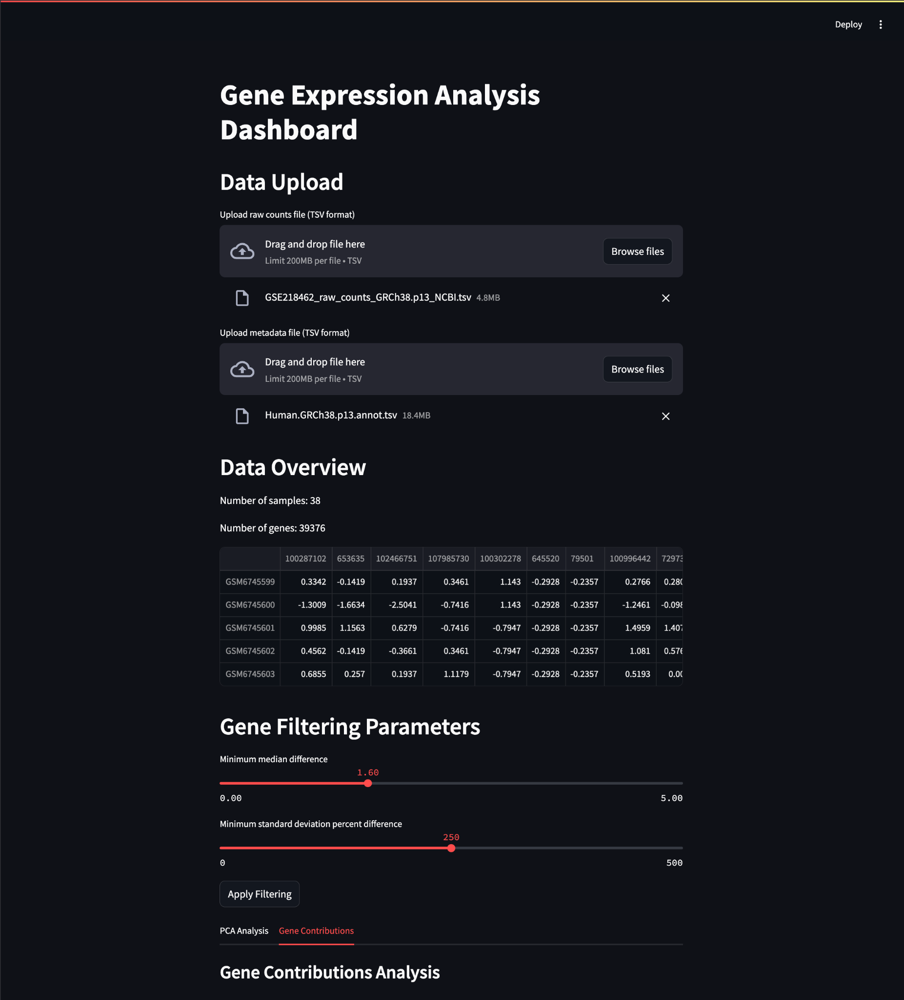 Deploy
Gene Expression Analysis
Dashboard
Data Upload
Upload raw counts file (TSV format)
Drag and drop file here
Limit 200MB per file • TSV
Browse files
GSE218462_raw_counts_GRCh38.p13_NCBI.tsv 4.8MB
Upload metadata file (TSV format)
Drag and drop file here
Limit 200MB per file • TSV
Browse files
Human.GRCh38.p13.annot.tsv 18.4MB
Data Overview
Number of samples: 38
Number of genes: 39376
100287102 653635 102466751 107985730 100302278 645520 79501 100996442 72973
GSM6745599 0.3342 -0.1419 0.1937 0.3461 1.143 -0.2928 -0.2357 0.2766 0.280
GSM6745600 -1.3009 -1.6634 -2.5041 -0.7416 1.143 -0.2928 -0.2357 -1.2461 -0.098
GSM6745601 0.9985 1.1563 0.6279 -0.7416 -0.7947 -0.2928 -0.2357 1.4959 1.407
GSM6745602 0.4562 -0.1419 -0.3661 0.3461 -0.7947 -0.2928 -0.2357 1.081 0.576
GSM6745603 0.6855 0.257 0.1937 1.1179 -0.7947 -0.2928 -0.2357 0.5193 0.00
Gene Filtering Parameters
Minimum median difference
1.60
0.00 5.00
Minimum standard deviation percent difference
250
0 500
Apply Filtering
PCA Analysis Gene Contributions
Gene Contributions Analysis